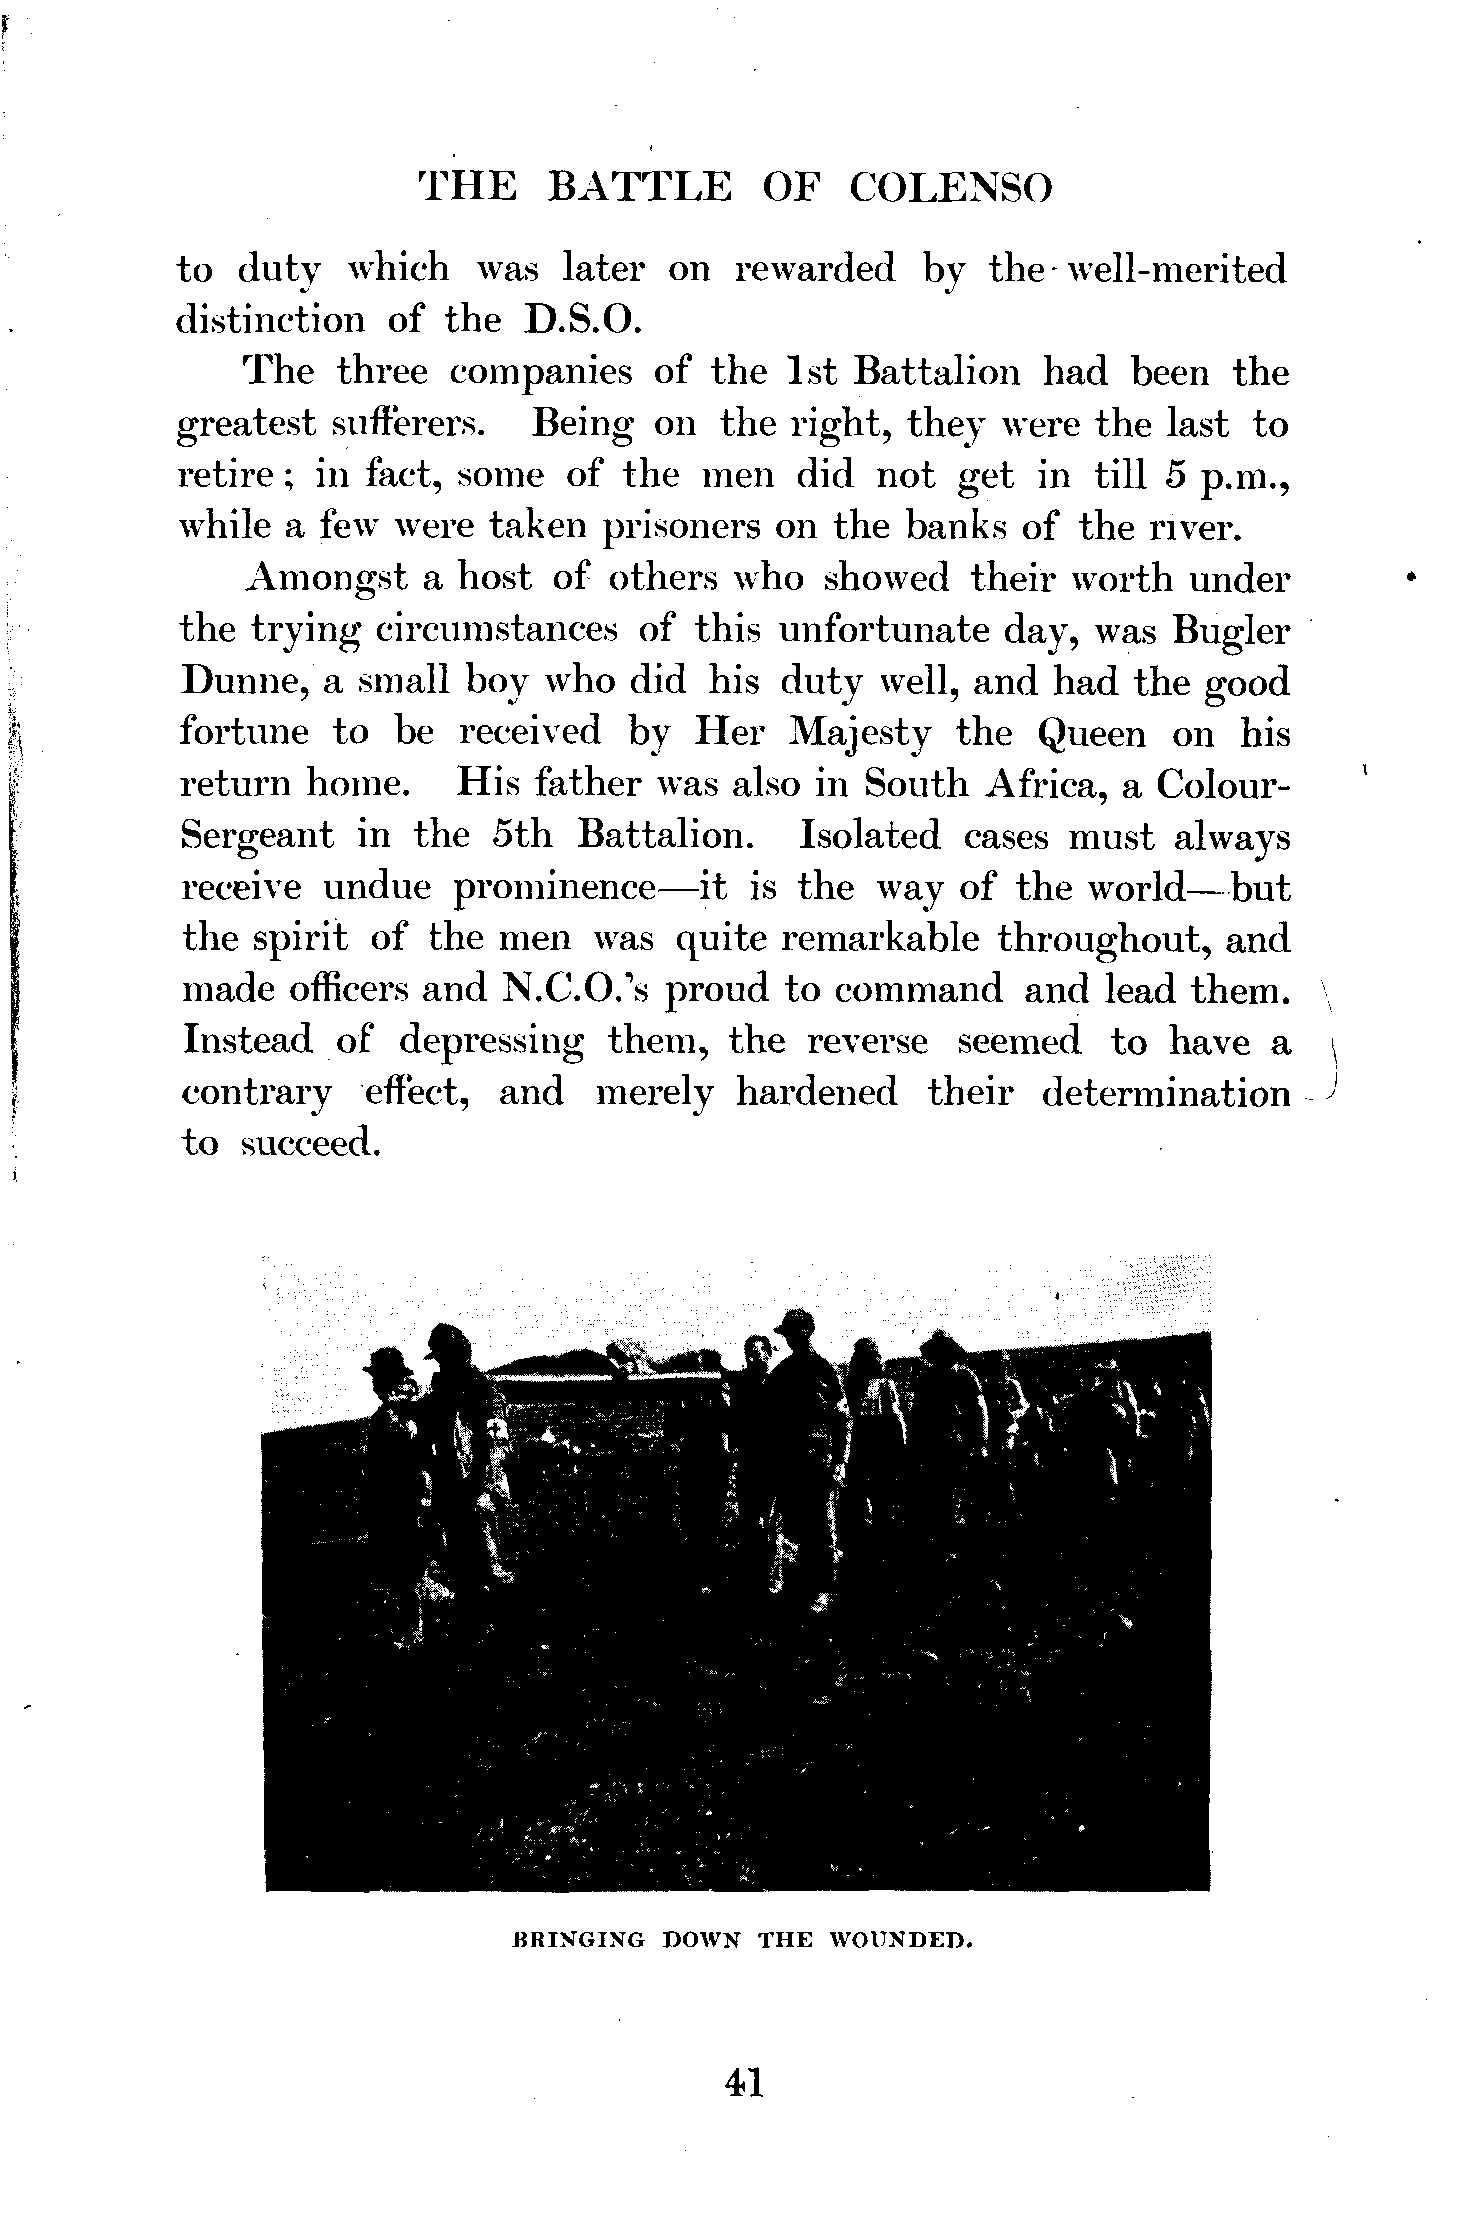 THE BATTLE OF COLENSO
to duty which was later on rewarded by the well-merited
distinction of the D.S.O.
The three companies of the 1st Battalion had been the
greatest sufferers. Being on the right, they were the last to
retire; in fact, some of the men did not get in till 5 p.m.,
while a few were taken prisoners on the banks of the river.
Amongst a host of others who showed their worth under
the trying circumstances of this unfortunate day, was Bugler
Dunne, a small boy who did his duty well, and had the good
fortune to be received by Her Majesty the Queen on his
return home. His father was also in South Africa, a Colour-
Sergeant in the 5th Battalion. Isolated cases must always
receive undue prominence—it is the way of the world—but
the spirit of the men was quite remarkable throughout, and
made officers and N.C.O.'s proud to command and lead them.
Instead of depressing them, the reverse seemed to have a
contrary effect, and merely hardened their determination
to succeed.
BRINGING DOWN THE WOUNDED.
41